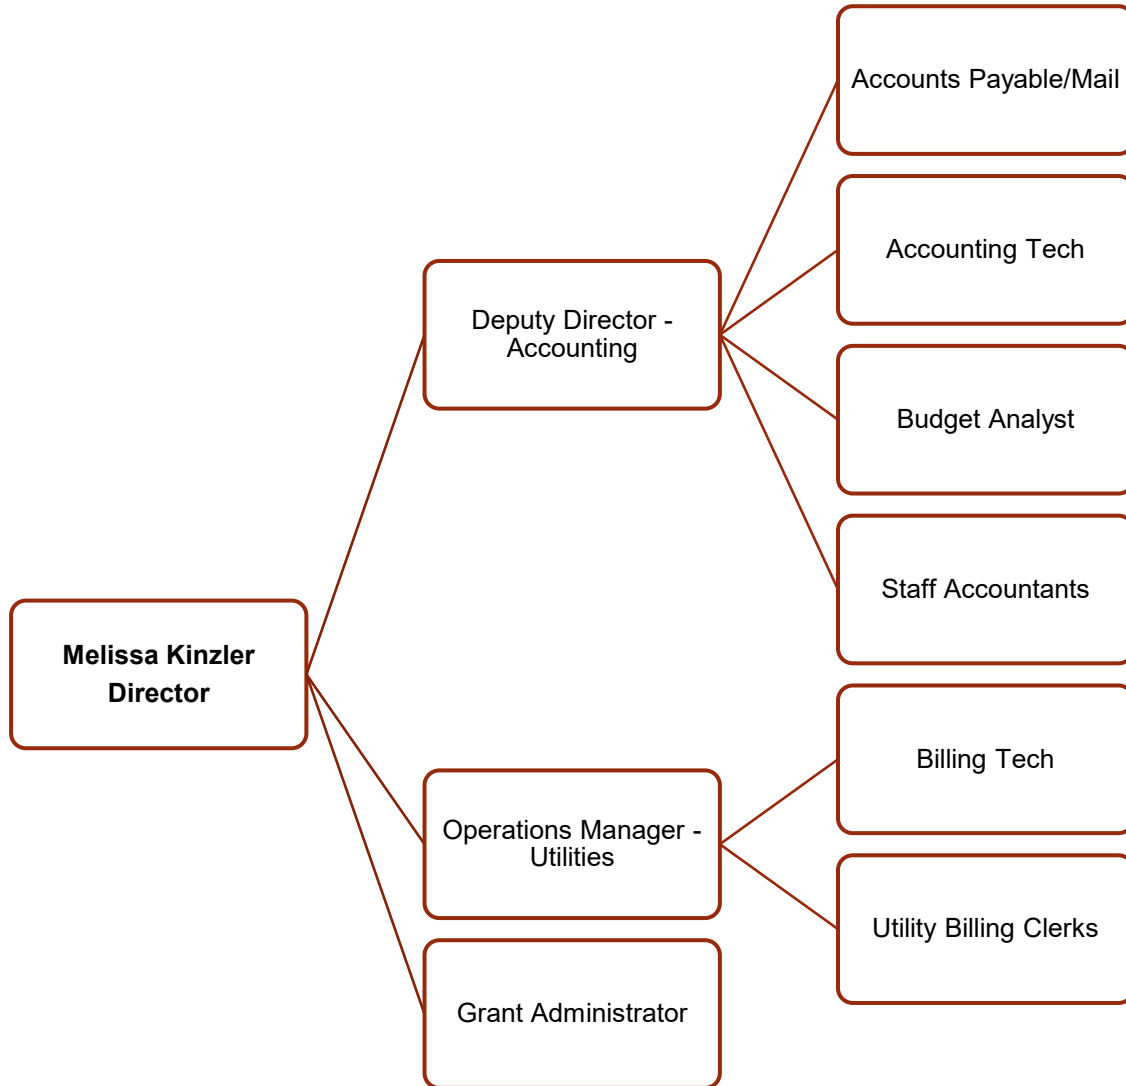 Accounts Payable/Mail
Accounting Tech
Deputy Director -
Accounting
Budget Analyst
Staff Accountants
Melissa Kinzler
Director
Billing Tech
Operations Manager -
Utilities
Utility Billing Clerks
Grant Administrator